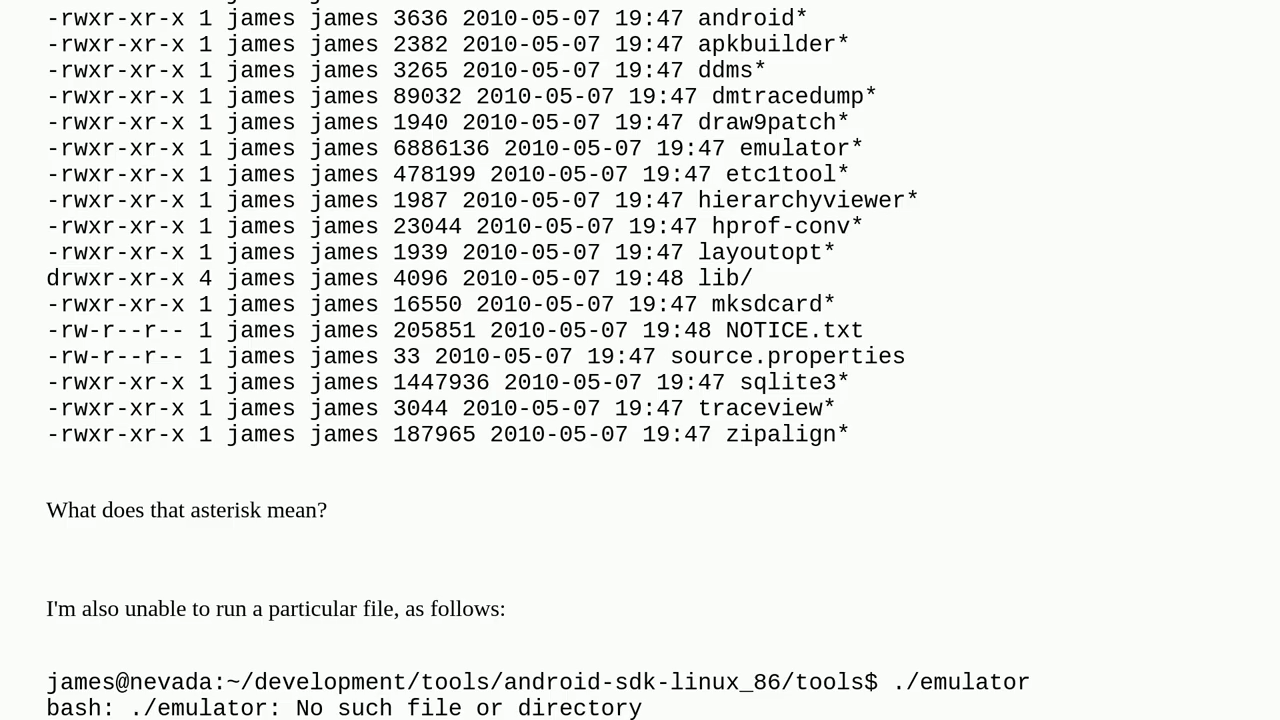 -rwxr-xr-x 1 james james 3636 2010-05-07 19:47 android*
-rwxr-xr-x 1 james james 2382 2010-05-07 19:47 apkbuilder*
-rwxr-xr-x 1 james james 3265 2010-05-07 19:47 ddms*
-rwxr-xr-x 1 james james 89032 2010-05-07 19:47 dmtracedump*
-rwxr-xr-x 1 james james 1940 2010-05-07 19:47 draw9patch*
-rwxr-xr-x 1 james james 6886136 2010-05-07 19:47 emulator*
-rwxr-xr-x 1 james james 478199 2010-05-07 19:47 etc1tool*
-rwxr-xr-x 1 james james 1987 2010-05-07 19:47 hierarchyviewer*
-rwxr-xr-x 1 james james 23044 2010-05-07 19:47 hprof-conv*
-rwxr-xr-x 1 james james 1939 2010-05-07 19:47 layoutopt*
drwxr-xr-x 4 james james 4096 2010-05-07 19:48 lib/
-rwxr-xr-x 1 james james 16550 2010-05-07 19:47 mksdcard*
-rw-r--r-- 1 james james 205851 2010-05-07 19:48 NOTICE.txt
-rw-r--r-- 1 james james 33 2010-05-07 19:47 source.properties
-rwxr-xr-x 1 james james 1447936 2010-05-07 19:47 sqlite3*
-rwxr-xr-x 1 james james 3044 2010-05-07 19:47 traceview*
-rwxr-xr-x 1 james james 187965 2010-05-07 19:47 zipalign*
What does that asterisk mean?
I'm also unable to run a particular file, as follows:
james@nevada:~/development/tools/android-sdk-linux_86/tools$ ./emulator
bash: ./emulator: No such file or directory